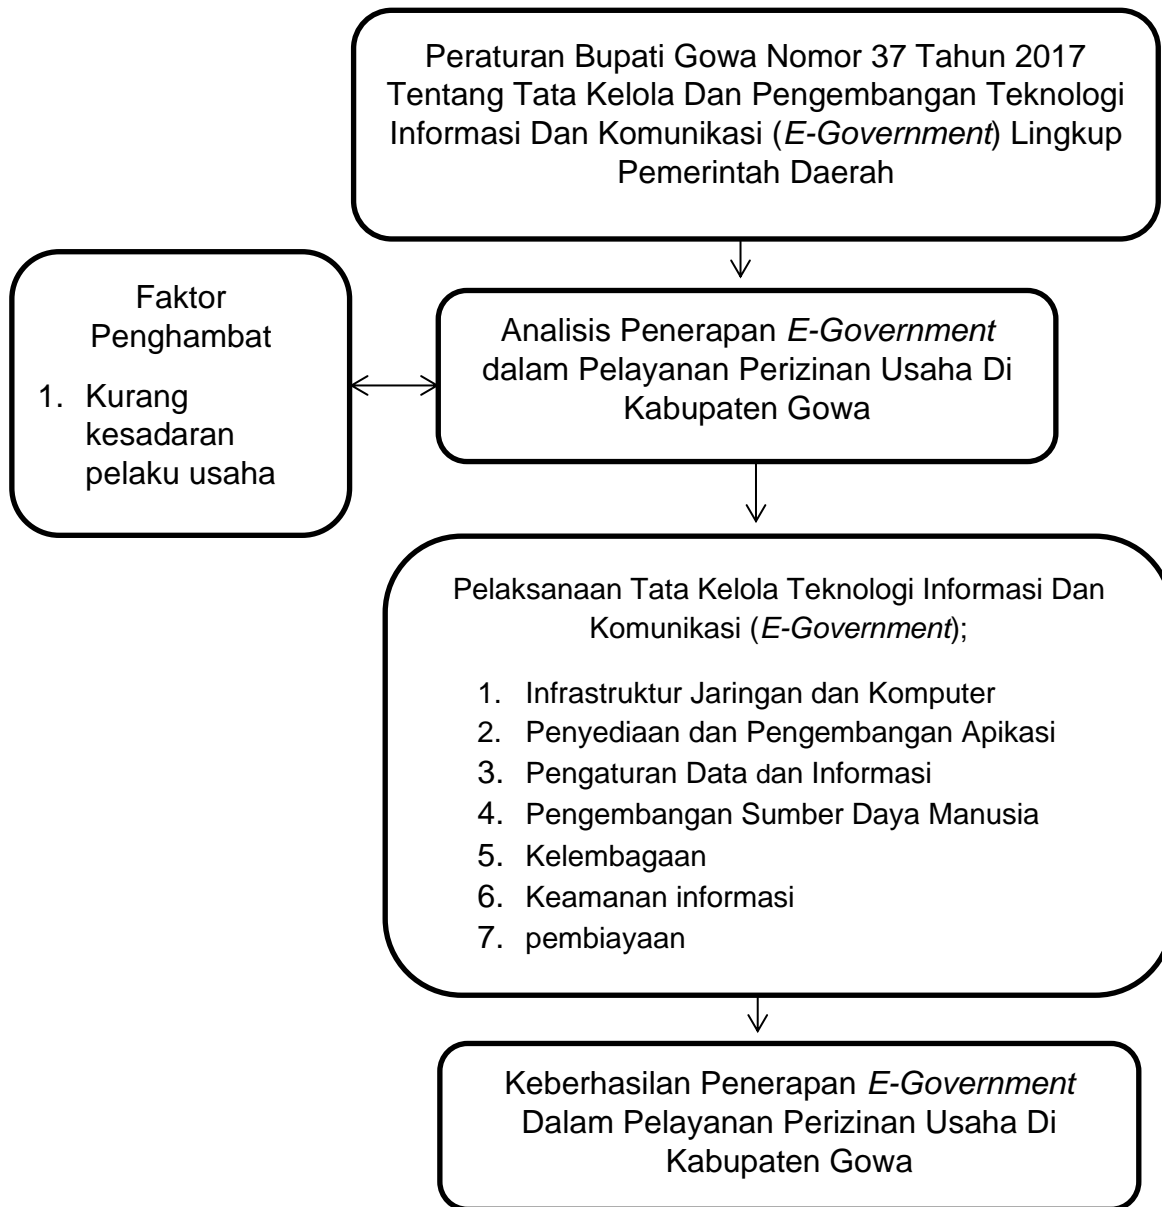 Peraturan Bupati Gowa Nomor 37 Tahun 2017
Tentang Tata Kelola Dan Pengembangan Teknologi
Informasi Dan Komunikasi (E-Government) Lingkup
Pemerintah Daerah
Faktor
Penghambat
1. Kurang
kesadaran
pelaku usaha
Analisis Penerapan E-Government
dalam Pelayanan Perizinan Usaha Di
Kabupaten Gowa
Pelaksanaan Tata Kelola Teknologi Informasi Dan
Komunikasi (E-Government);
1. Infrastruktur Jaringan dan Komputer
2. Penyediaan dan Pengembangan Apikasi
3. Pengaturan Data dan Informasi
4. Pengembangan Sumber Daya Manusia
5. Kelembagaan
6. Keamanan informasi
7. pembiayaan
Keberhasilan Penerapan E-Government
Dalam Pelayanan Perizinan Usaha Di
Kabupaten Gowa